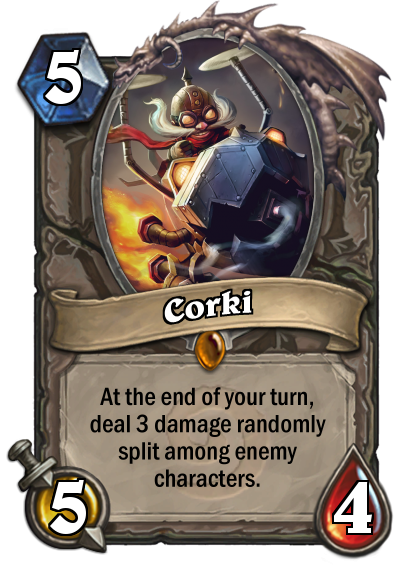 5
Corki
At the end of your turn,
deal 3 damage randomly
split among enemy
characters.
5
4